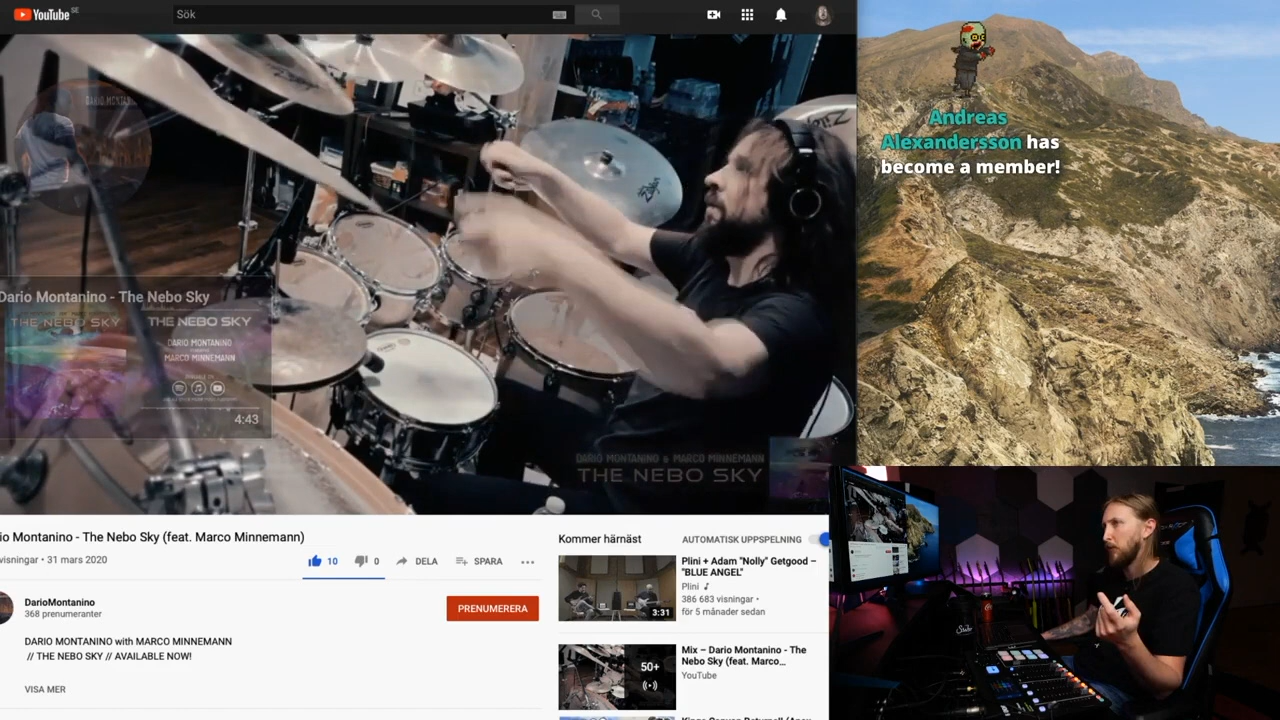 YouTube SE
Sök
DARIO MONTAN
Dario Montanino - The Nebo Sky
THE NEBO SKY
THE NEBO SKY
DARIO MONTANINO
MARCO MINNEMANN
4:43
DARIO MONTANINO & MARCO MINNEMANN
THE NEBO SKY
Andreas
Alexandersson has
become a member!
io Montanino - The Nebo Sky (feat. Marco Minnemann)
visningar • 31 mars 2020
10
0
DELA
SPARA
DarioMontanino
368 prenumeranter
PRENUMERERA
DARIO MONTANINO with MARCO MINNEMANN
// THE NEBO SKY // AVAILABLE NOW!
VISA MER
Kommer härnäst
AUTOMATISK UPPSPELNING
3:31
Plini + Adam "Nolly" Getgood –
"BLUE ANGEL"
Plini
386 683 visningar •
för 5 månader sedan
50+
Mix – Dario Montanino - The
Nebo Sky (feat. Marco...
YouTube